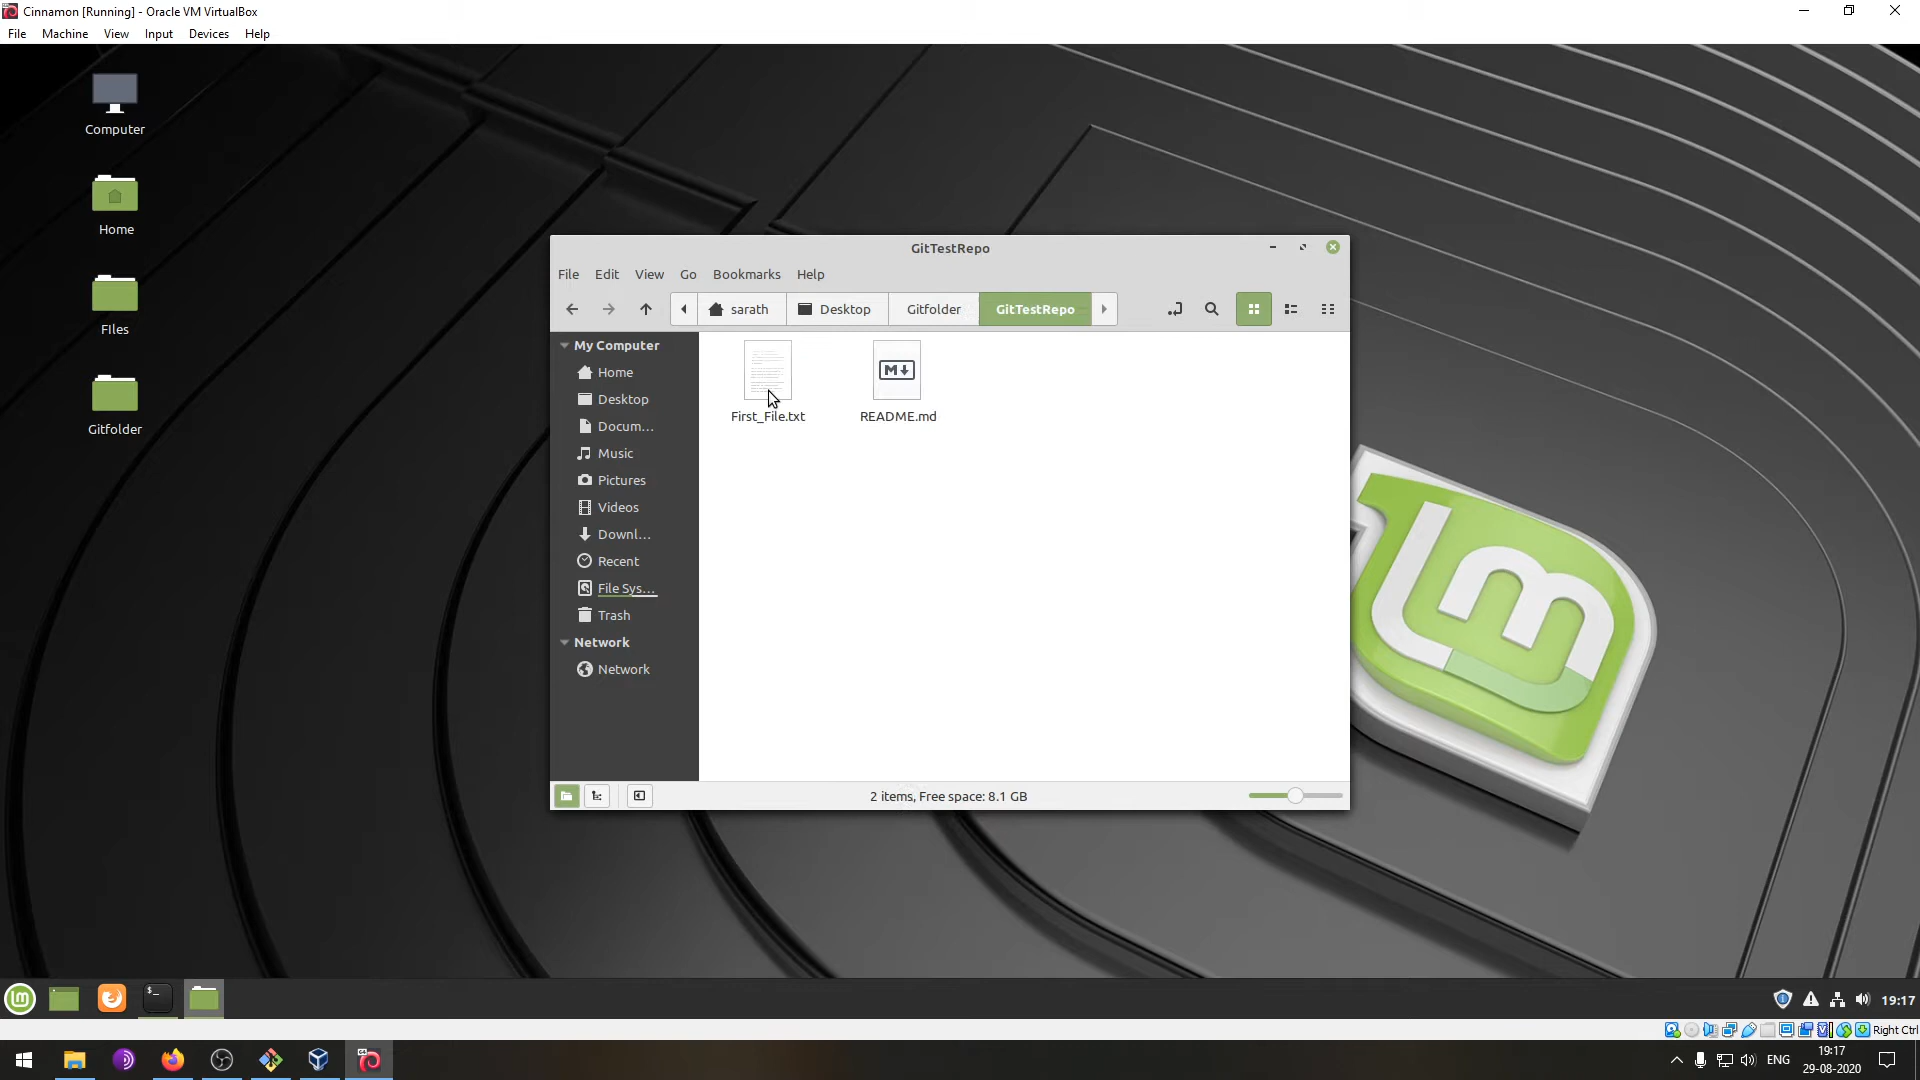 Cinnamon [Running] - Oracle VM VirtualBox
File Machine View Input Devices Help
Computer
Home
FIles
Gitfolder
GitTestRepo
File Edit View Go Bookmarks Help
sarath Desktop Gitfolder GitTestRepo
My Computer
Home
Desktop
Docum...
Music
Pictures
Videos
Downl...
Recent
File Sys...
Trash
Network
Network
First_File.txt
M
README.md
2 items, Free space: 8.1 GB
lm
$_
19:17
Right Ctrl
64
ENG
19:17
29-08-2020